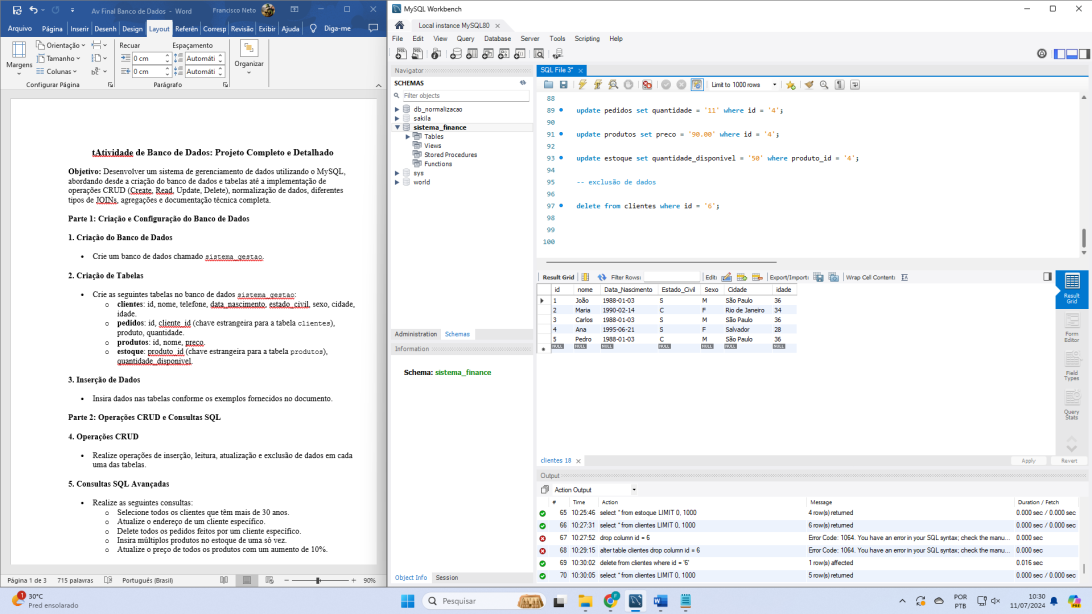 Av Final Banco de Dados - Word
Francisco Neto
Arquivo Página Inserir Desenh Design Layout Referên Corresp Revisão Exibir Ajuda Diga-me
Margens
Orientação
Tamanho
Colunas
Configurar Página
Recuar Espaçamento
0 cm Automáti
0 cm Automáti
Parágrafo
Organizar
tAtividade de Banco de Dados: Projeto Completo e Detalhado
Objetivo: Desenvolver um sistema de gerenciamento de dados utilizando o MySQL,
abordando desde a criação do banco de dados e tabelas até a implementação de
operações CRUD (Create, Read, Update, Delete), normalização de dados, diferentes
tipos de JOINs, agregações e documentação técnica completa.
Parte 1: Criação e Configuração do Banco de Dados
1. Criação do Banco de Dados
• Crie um banco de dados chamado sistema_gestao.
2. Criação de Tabelas
• Crie as seguintes tabelas no banco de dados sistema_gestao:
o clientes: id, nome, telefone, data_nascimento, estado_civil, sexo, cidade,
idade.
o pedidos: id, cliente_id (chave estrangeira para a tabela clientes),
produto, quantidade.
o produtos: id, nome, preco.
o estoque: produto_id (chave estrangeira para a tabela produtos),
quantidade_disponivel.
3. Inserção de Dados
• Insira dados nas tabelas conforme os exemplos fornecidos no documento.
Parte 2: Operações CRUD e Consultas SQL
4. Operações CRUD
• Realize operações de inserção, leitura, atualização e exclusão de dados em cada
uma das tabelas.
5. Consultas SQL Avançadas
• Realize as seguintes consultas:
o Selecione todos os clientes que têm mais de 30 anos.
o Atualize o endereço de um cliente específico.
o Delete todos os pedidos feitos por um cliente específico.
o Insira múltiplos produtos no estoque de uma só vez.
o Atualize o preço de todos os produtos com um aumento de 10%.
Página 1 de 3 715 palavras Português (Brasil) 90%
MySQL Workbench
Local instance MySQL80
File Edit View Query Database Server Tools Scripting Help
Navigator
SCHEMAS
Filter objects
db_normalizacao
sakila
sistema_finance
Tables
Views
Stored Procedures
Functions
sys
world
Administration Schemas
Information
Schema: sistema_finance
Object Info Session
SQL File 3*
Limit to 1000 rows
88
89 update pedidos set quantidade = '11' where id = '4';
90
91 update produtos set preco = '90.00' where id = '4';
92
93 update estoque set quantidade_disponivel = '50' where produto_id = '4';
94
95 -- exclusão de dados
96
97 delete from clientes where id = '6';
98
99
100
Result Grid Filter Rows: Edit: Export/Import: Wrap Cell Content:
id nome Data_Nascimento Estado_Civil Sexo Cidade idade
1 João 1988-01-03 S M São Paulo 36
2 Maria 1990-02-14 C F Rio de Janeiro 34
3 Carlos 1988-01-03 S M São Paulo 36
4 Ana 1995-06-21 S F Salvador 28
5 Pedro 1988-01-03 C M São Paulo 36
NULL NULL NULL NULL NULL NULL NULL
Result Grid
Form Editor
Field Types
Query Stats
clientes 18
Apply Revert
Output
Action Output
# Time Action Message Duration / Fetch
65 10:25:46 select * from estoque LIMIT 0, 1000 4 row(s) returned 0.000 sec / 0.000 sec
66 10:27:31 select * from clientes LIMIT 0, 1000 6 row(s) returned 0.000 sec / 0.000 sec
67 10:27:52 drop column id = 6 Error Code: 1064. You have an error in your SQL syntax; check the manu... 0.000 sec
68 10:29:15 alter table clientes drop column id = 6 Error Code: 1064. You have an error in your SQL syntax; check the manu... 0.000 sec
69 10:30:02 delete from clientes where id = '6' 1 row(s) affected 0.016 sec
70 10:30:05 select * from clientes LIMIT 0, 1000 5 row(s) returned 0.000 sec / 0.000 sec
1
30°C
Pred ensolarado
Pesquisar
POR
PTB
10:30
11/07/2024